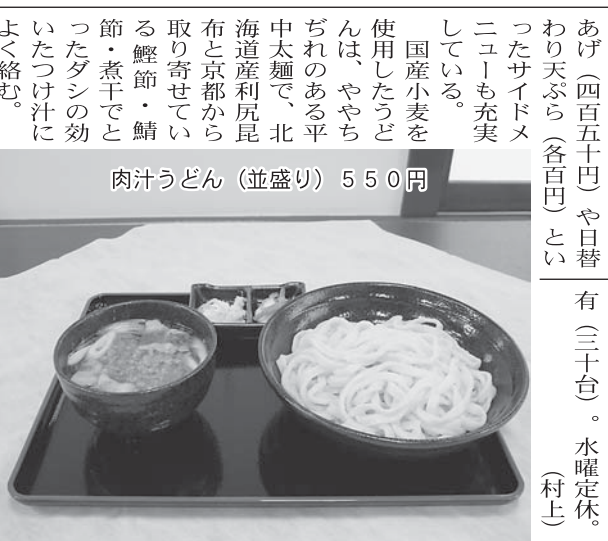 あげ（四百五十円）や日替
わり天ぷら（各百円）とい
ったサイドメ
ニューも充実
している。
　国産小麦を
使用したうど
んは、ややち
ぢれのある平
中太麺で、北
海道産利尻昆
布と京都から
取り寄せてい
る鰹節・鯖
節・煮干でと
ったダシの効
いたつけ汁に
よく絡む。
肉汁うどん（並盛り）５５０円
有（三十台）。水曜定休。
（村上）